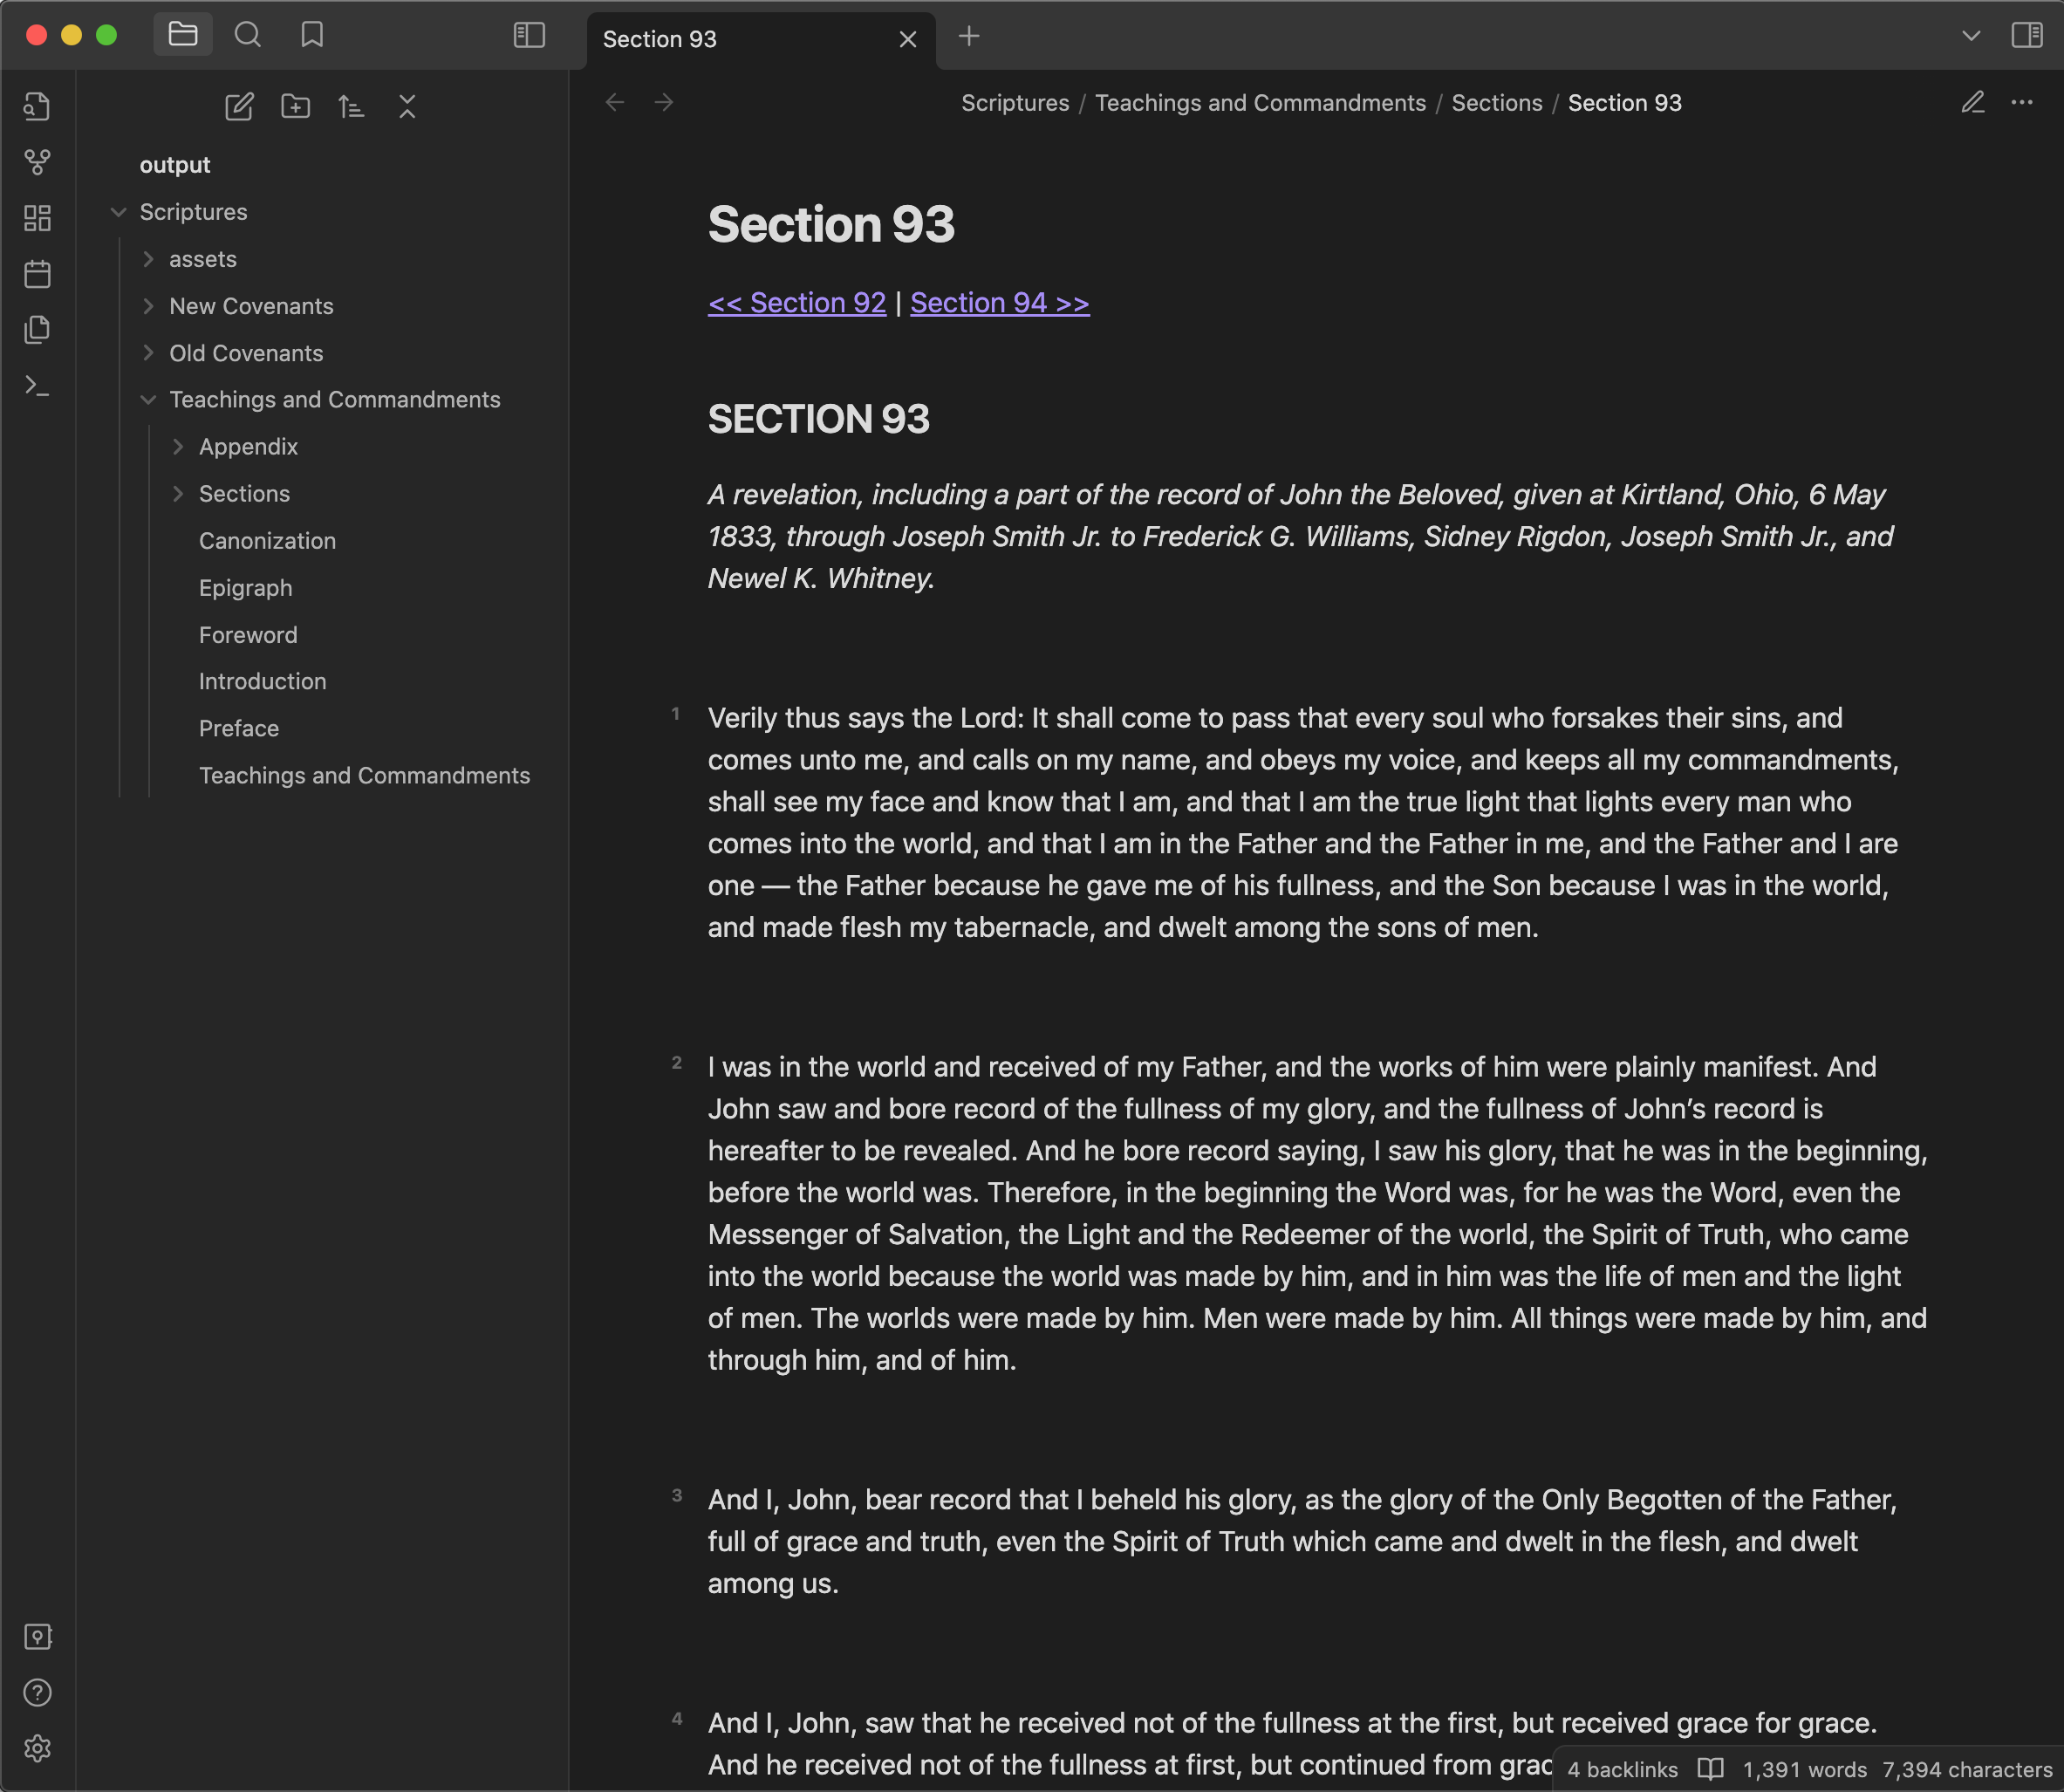 Section 93
output
Scriptures
assets
New Covenants
Old Covenants
Teachings and Commandments
Appendix
Sections
Canonization
Epigraph
Foreword
Introduction
Preface
Teachings and Commandments
Scriptures / Teachings and Commandments / Sections / Section 93
Section 93
<< Section 92 | Section 94 >>
SECTION 93
A revelation, including a part of the record of John the Beloved, given at Kirtland, Ohio, 6 May
1833, through Joseph Smith Jr. to Frederick G. Williams, Sidney Rigdon, Joseph Smith Jr., and
Newel K. Whitney.
1 Verily thus says the Lord: It shall come to pass that every soul who forsakes their sins, and
comes unto me, and calls on my name, and obeys my voice, and keeps all my commandments,
shall see my face and know that I am, and that I am the true light that lights every man who
comes into the world, and that I am in the Father and the Father in me, and the Father and I are
one — the Father because he gave me of his fullness, and the Son because I was in the world,
and made flesh my tabernacle, and dwelt among the sons of men.
2 I was in the world and received of my Father, and the works of him were plainly manifest. And
John saw and bore record of the fullness of my glory, and the fullness of John’s record is
hereafter to be revealed. And he bore record saying, I saw his glory, that he was in the beginning,
before the world was. Therefore, in the beginning the Word was, for he was the Word, even the
Messenger of Salvation, the Light and the Redeemer of the world, the Spirit of Truth, who came
into the world because the world was made by him, and in him was the life of men and the light
of men. The worlds were made by him. Men were made by him. All things were made by him, and
through him, and of him.
3 And I, John, bear record that I beheld his glory, as the glory of the Only Begotten of the Father,
full of grace and truth, even the Spirit of Truth which came and dwelt in the flesh, and dwelt
among us.
4 And I, John, saw that he received not of the fullness at the first, but received grace for grace.
And he received not of the fullness at first, but continued from grac
4 backlinks 1,391 words 7,394 characters